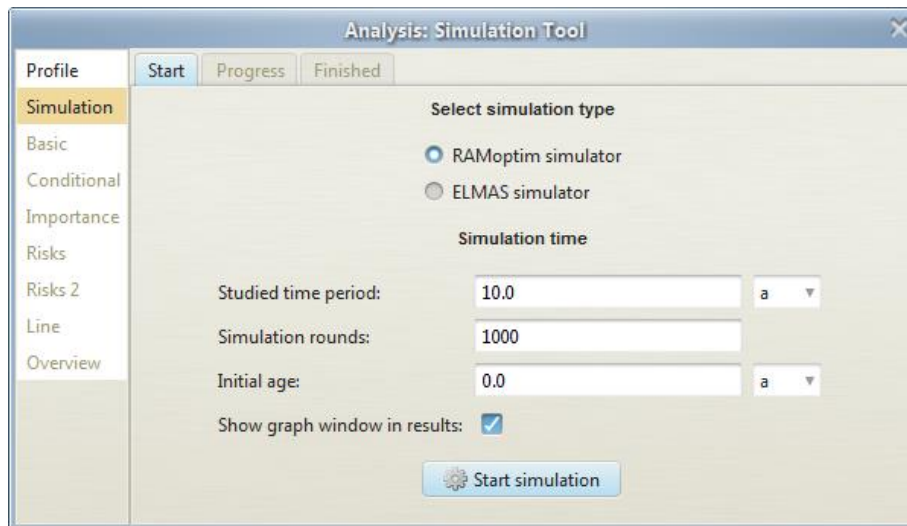 Analysis: Simulation Tool
Profile
Simulation
Basic
Conditional
Importance
Risks
Risks 2
Line
Overview
Start Progress Finished
Select simulation type
RAMoptim simulator
ELMAS simulator
Simulation time
Studied time period: 10.0 a
Simulation rounds: 1000
Initial age: 0.0 a
Show graph window in results:
Start simulation